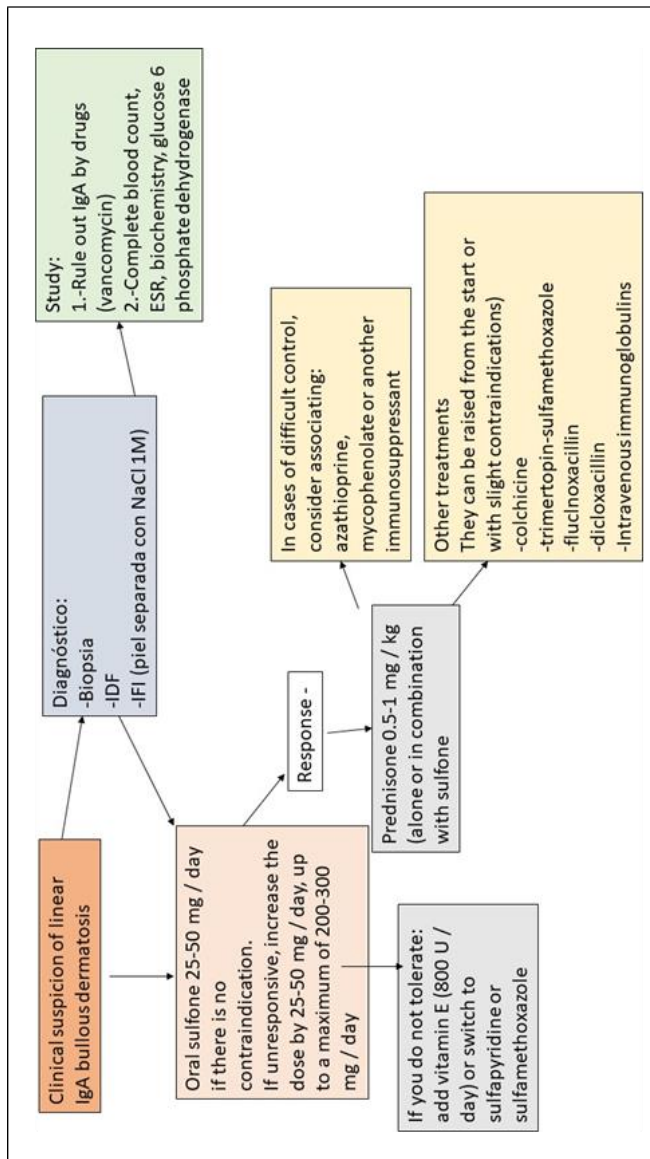 Clinical suspicion of linear
IgA bullous dermatosis
Diagnóstico:
-Biopsia
-IDF
-IFI (piel separada con NaCl 1M)
Study:
1.-Rule out IgA by drugs
(vancomycin)
2.-Complete blood count,
ESR, biochemistry, glucose 6
phosphate dehydrogenase
Oral sulfone 25-50 mg / day
if there is no
contraindication.
If unresponsive, increase the
dose by 25-50 mg / day, up
to a maximum of 200-300
mg / day
Response -
In cases of difficult control,
consider associating:
azathioprine,
mycophenolate or another
immunosuppressant
Prednisone 0.5-1 mg / kg
(alone or in combination
with sulfone
If you do not tolerate:
add vitamin E (800 U /
day) or switch to
sulfapyridine or
sulfamethoxazole
Other treatments
They can be raised from the start or
with slight contraindications)
-colchicine
-trimertopin-sulfamethoxazole
-fluclnoxacillin
-dicloxacillin
-Intravenous immunoglobulins